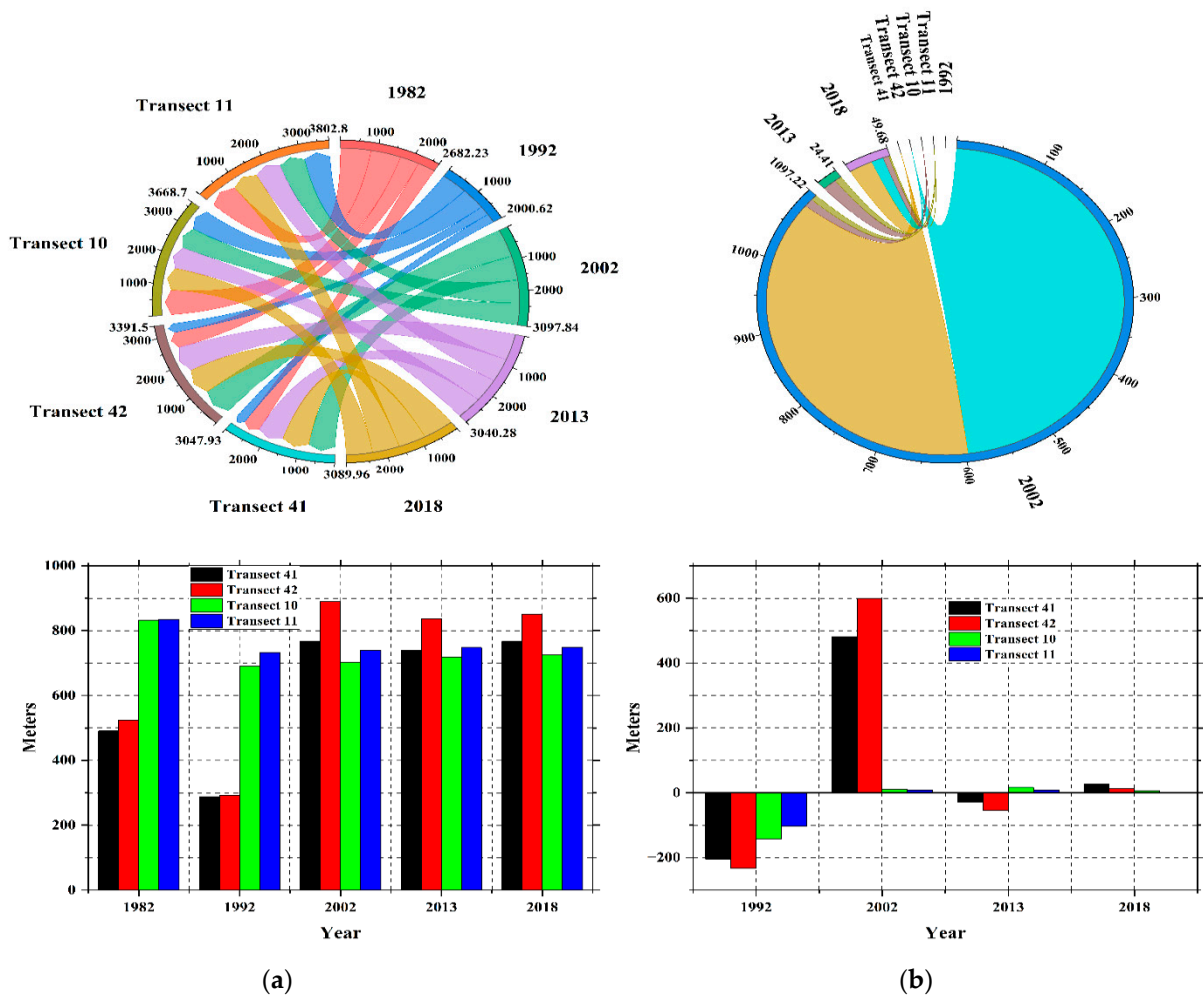 1982
1000
2000
2682.23
1992
1000
2000.62
2002
1000
2000
3097.84
2013
1000
2000
3040.28
2018
1000
2000
3089.96
Transect 41
1000
2000
3047.93
Transect 42
1000
2000
3000
3391.5
Transect 10
1000
2000
3000
3668.7
Transect 11
1000
2000
3000
3802.8
1992
Transect 11
Transect 10
Transect 42
Transect 41
2018
49.68
2013
24.41
1097.22
100
200
300
400
500
600
700
800
900
1000
2002
1000
800
600
400
200
0
Meters
Transect 41
Transect 42
Transect 10
Transect 11
1982 1992 2002 2013 2018
Year
(a)
600
400
200
0
−200
Meters
Transect 41
Transect 42
Transect 10
Transect 11
1992 2002 2013 2018
Year
(b)